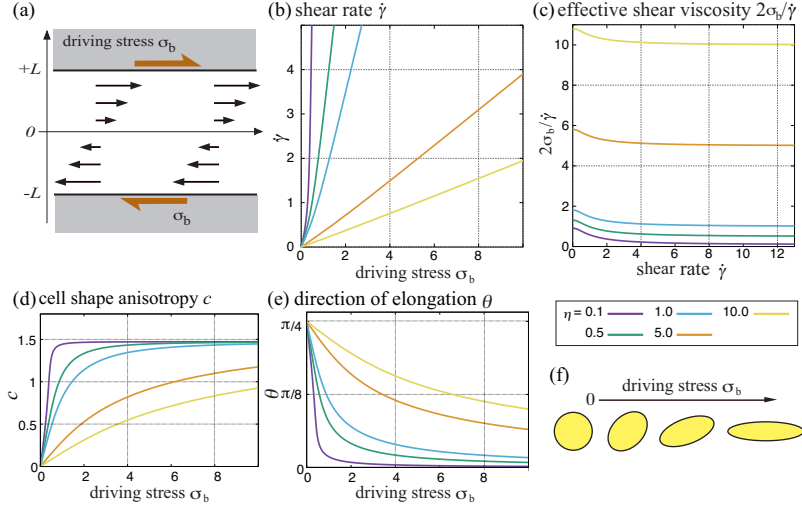 (a)
driving stress σb
+L
0
-L
σb
(b) shear rate γ̇
γ̇
4
2
0
0 2 4 6 8
driving stress σb
(c) effective shear viscosity 2σb/γ̇
2σb/γ̇
10
8
6
4
2
0
0 2 4 6 8 10 12
shear rate γ̇
(d) cell shape anisotropy c
c
1.5
1
0.5
0
0 2 4 6 8
driving stress σb
(e) direction of elongation θ
π/4
θ π/8
0
0 2 4 6 8
driving stress σb
η = 0.1 1.0 10.0
0.5 5.0
(f)
0 driving stress σb